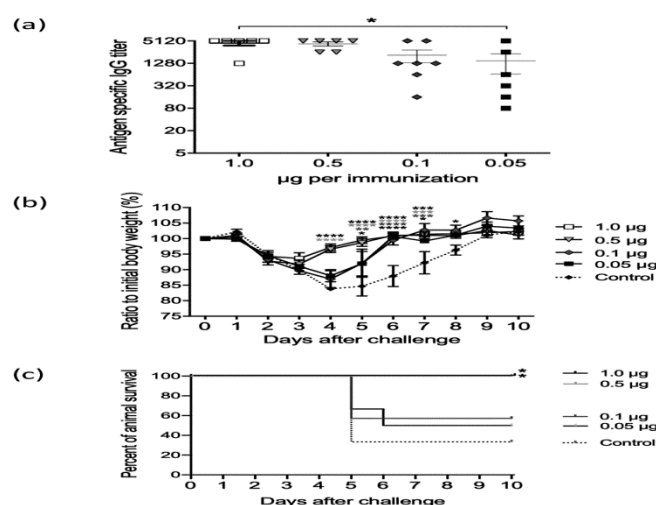 (a)
*
Antigen specific IgG titer
5120
1280
320
80
20
5
1.0
0.5
0.1
0.05
µg per immunization
(b)
Ratio to initial body weight (%)
110
105
100
95
90
85
80
75
0 1 2 3 4 5 6 7 8 9 10
Days after challenge
1.0 µg
0.5 µg
0.1 µg
0.05 µg
Control
(c)
Percent of animal survival
100
80
60
40
20
0
0 1 2 3 4 5 6 7 8 9 10
Days after challenge
1.0 µg
0.5 µg
0.1 µg
0.05 µg
Control